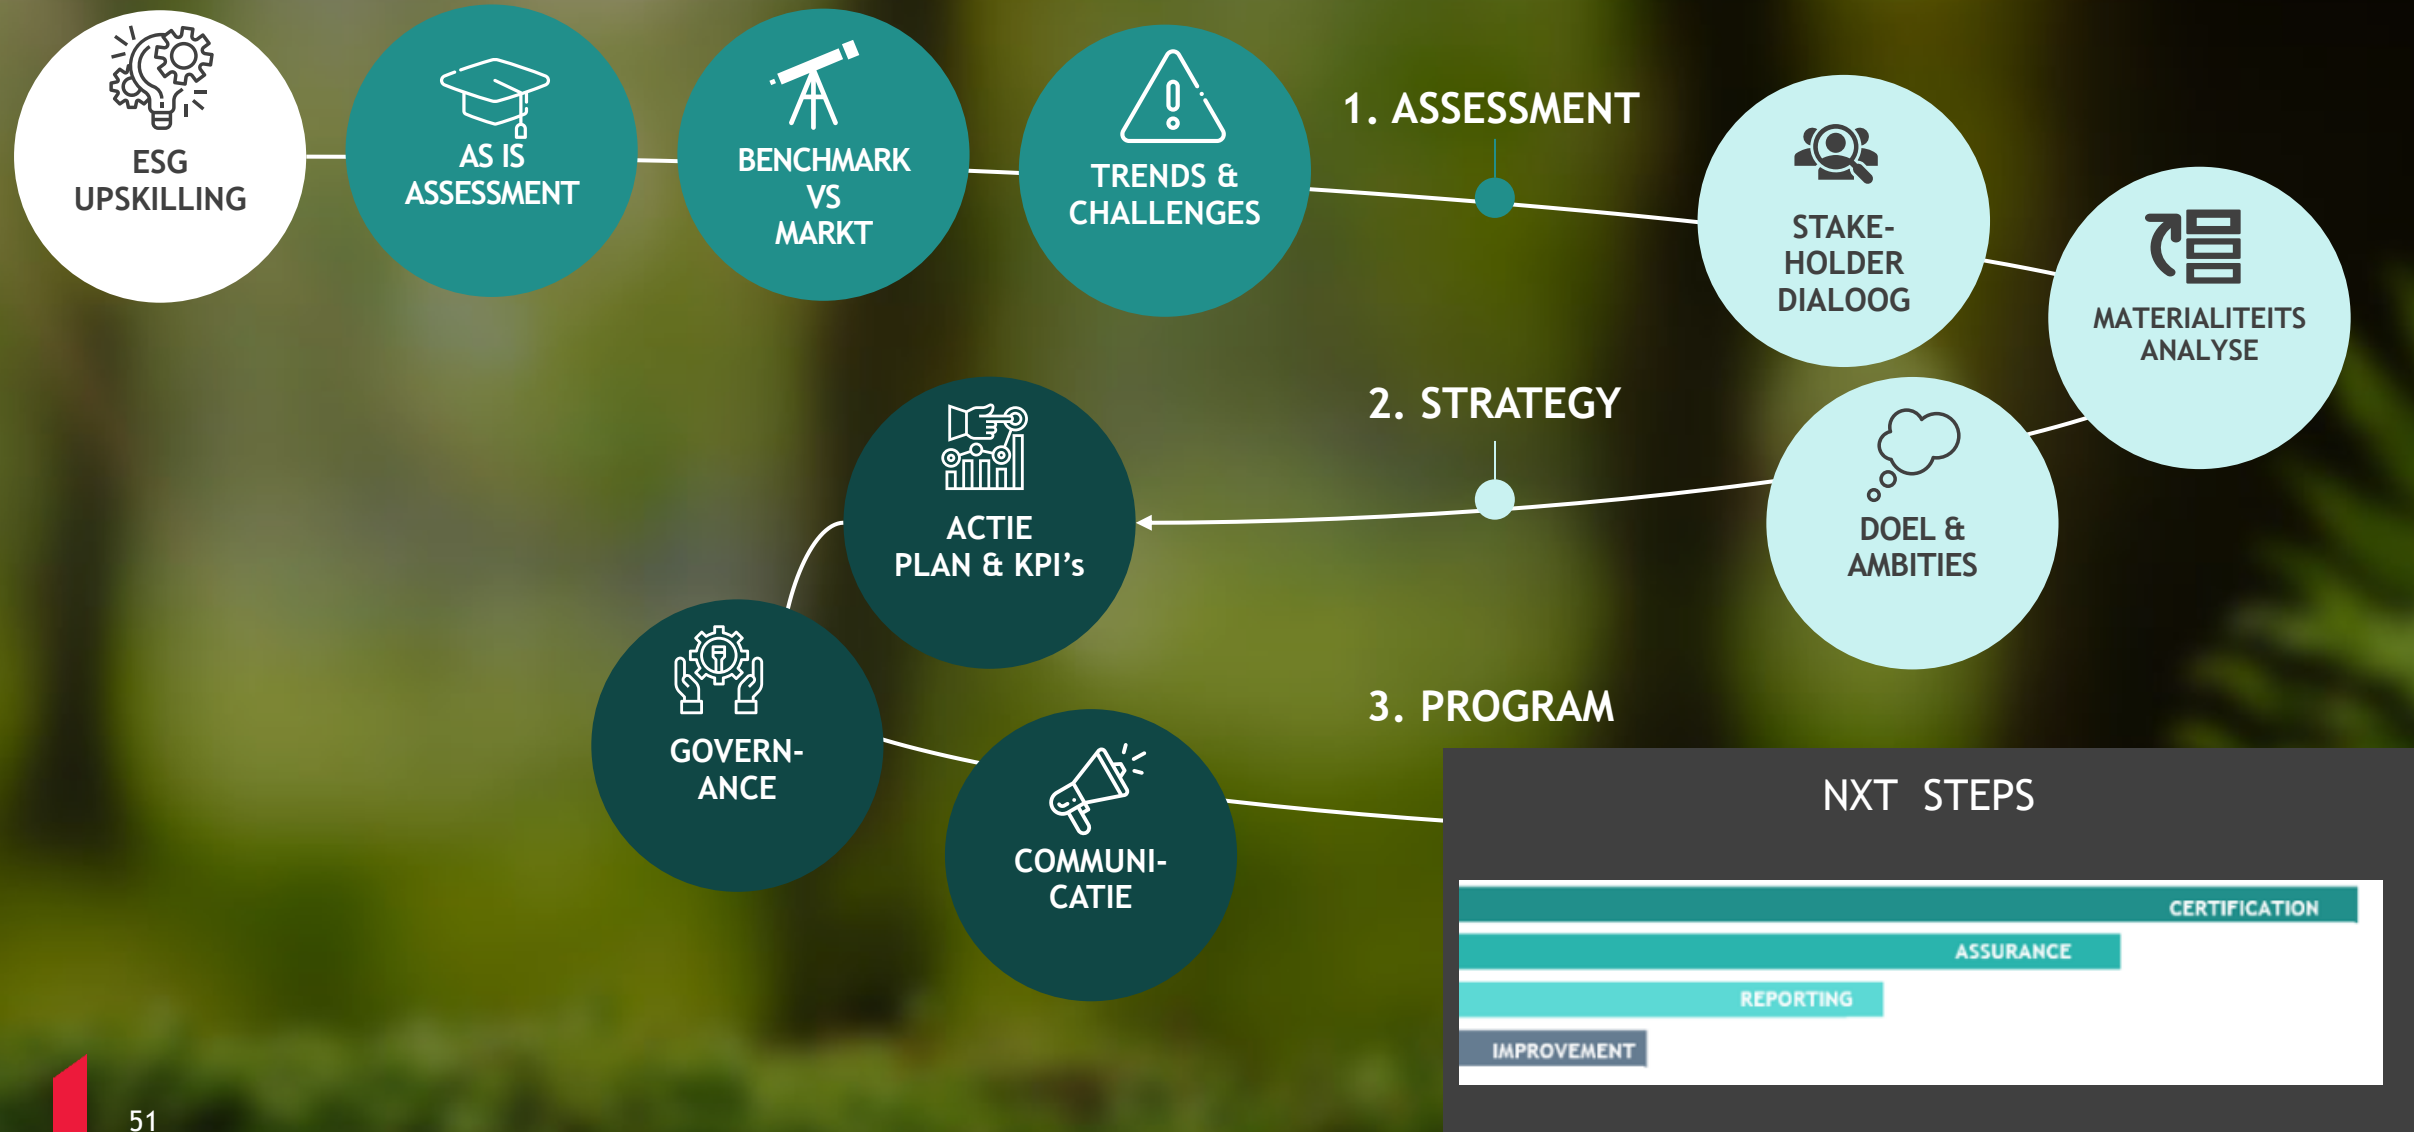 ESG
UPSKILLING
AS IS
ASSESSMENT
BENCHMARK
VS
MARKT
TRENDS &
CHALLENGES
1. ASSESSMENT
STAKE-
HOLDER
DIALOOG
MATERIALITEITS
ANALYSE
2. STRATEGY
DOEL &
AMBITIES
ACTIE
PLAN & KPI’s
GOVERN-
ANCE
COMMUNI-
CATIE
3. PROGRAM
NXT STEPS
CERTIFICATION
ASSURANCE
REPORTING
IMPROVEMENT
51